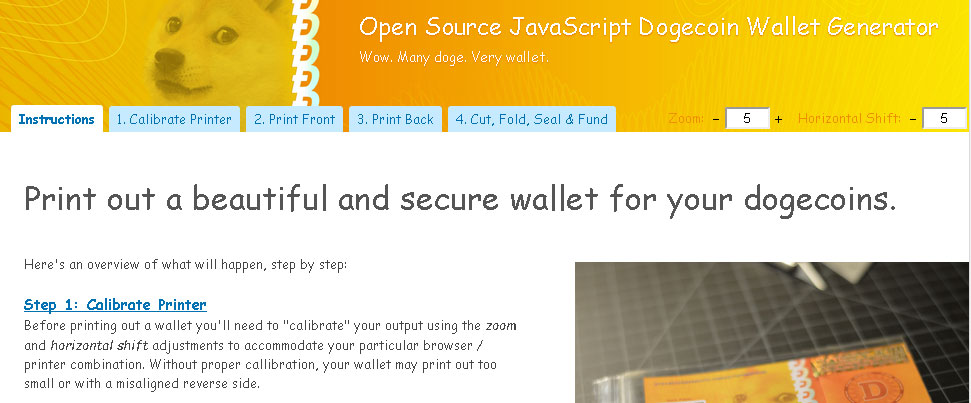 Open Source JavaScript Dogecoin Wallet Generator
Wow. Many doge. Very wallet.
Instructions 1. Calibrate Printer 2. Print Front 3. Print Back 4. Cut, Fold, Seal & Fund Zoom: - 5 + Horizontal Shift: - 5
Print out a beautiful and secure wallet for your dogecoins.
Here's an overview of what will happen, step by step:
Step 1: Calibrate Printer
Before printing out a wallet you'll need to "calibrate" your output using the zoom
and horizontal shift adjustments to accommodate your particular browser /
printer combination. Without proper callibration, your wallet may print out too
small or with a misaligned reverse side.